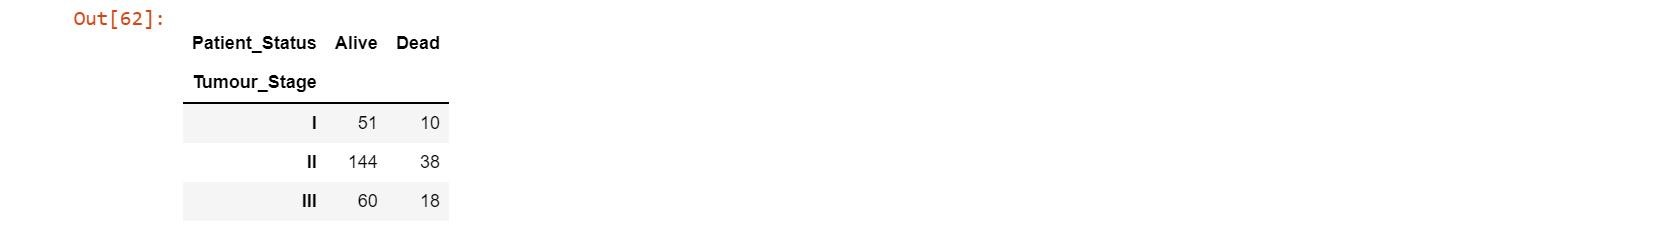 Out[62]:
Patient_Status Alive Dead
Tumour_Stage
I 51 10
II 144 38
III 60 18